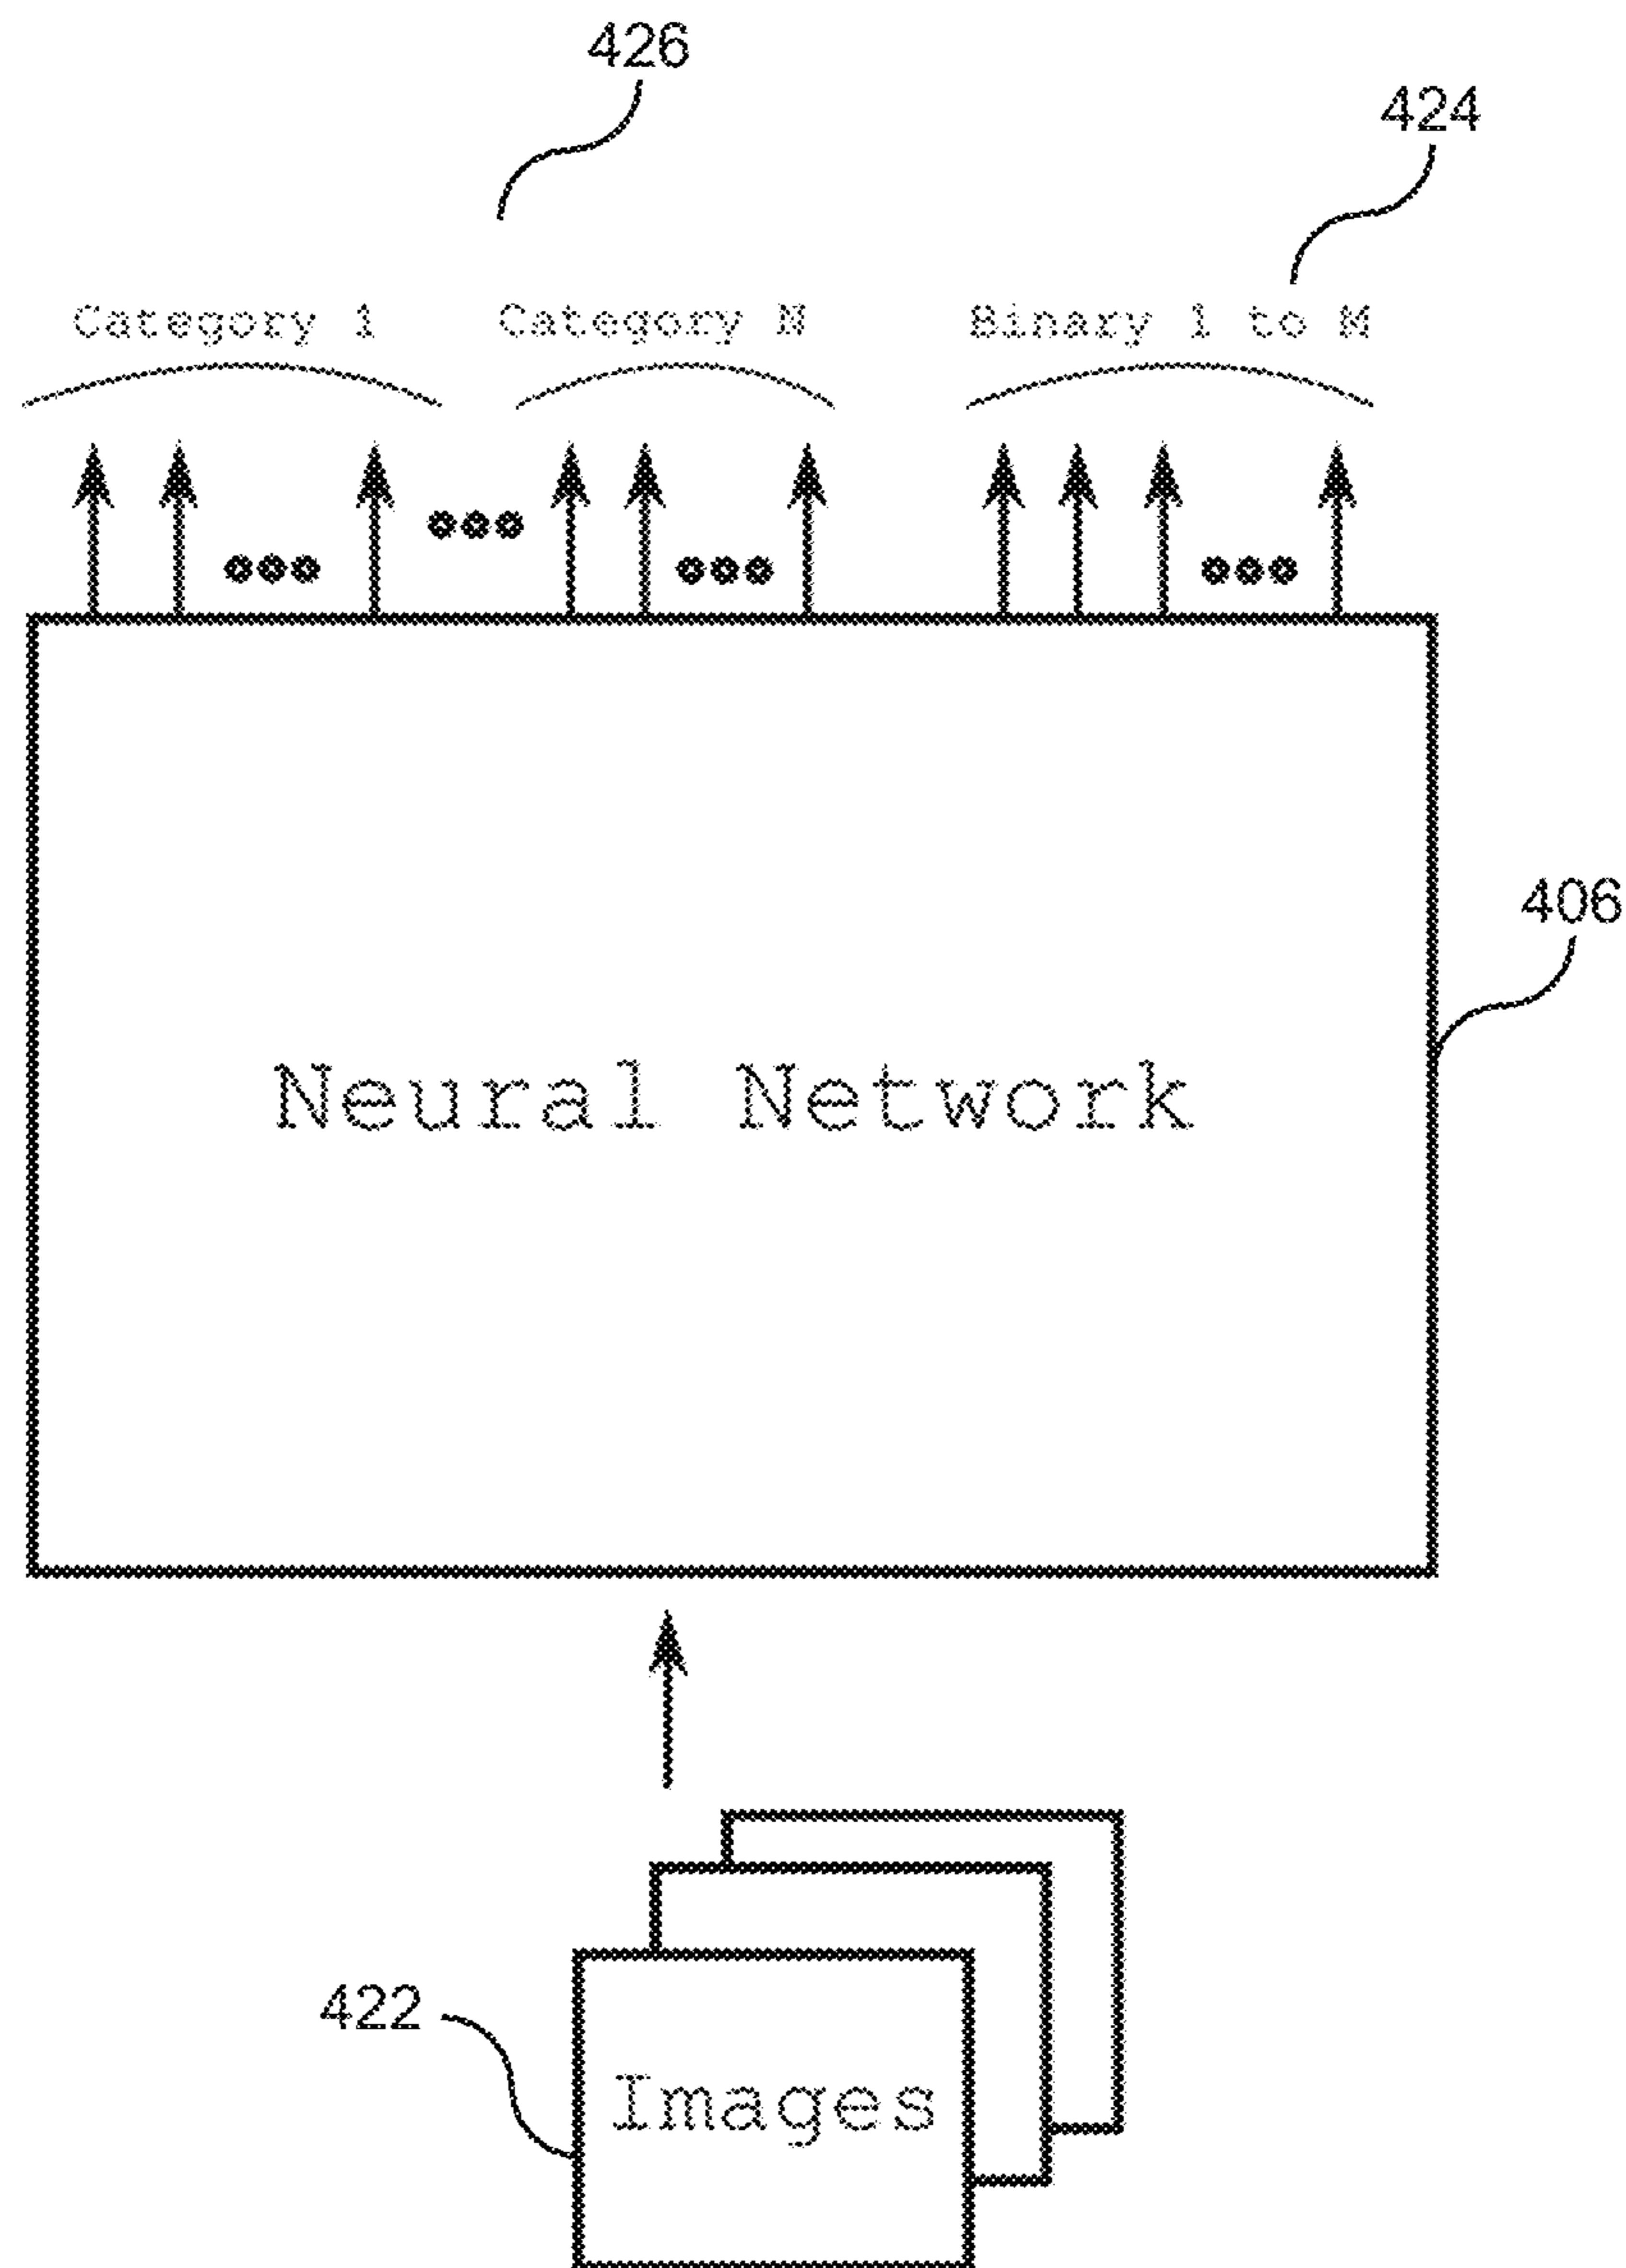 426
424
Category 1 Category N Binary 1 to M
406
Neural Network
422
Images